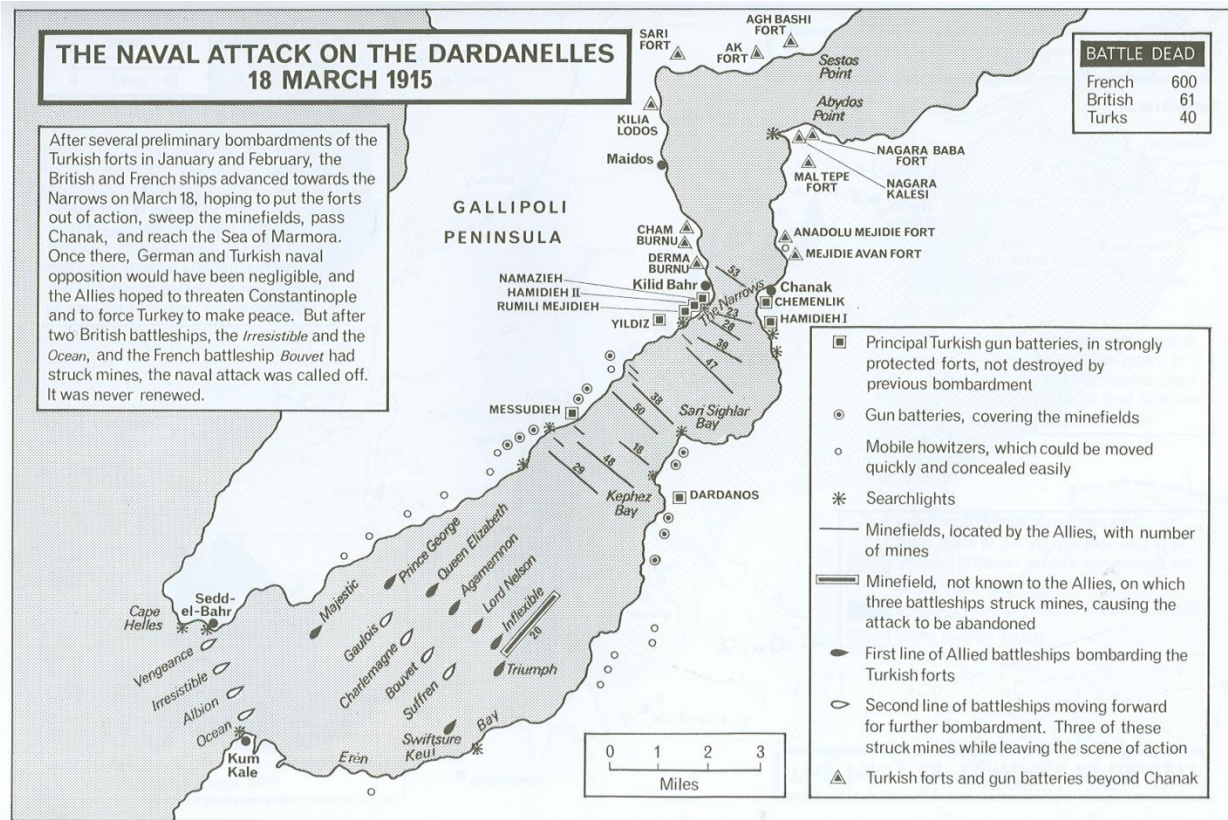 THE NAVAL ATTACK ON THE DARDANELLES
18 MARCH 1915
After several preliminary bombardments of the
Turkish forts in January and February, the
British and French ships advanced towards the
Narrows on March 18, hoping to put the forts
out of action, sweep the minefields, pass
Chanak, and reach the Sea of Marmora.
Once there, German and Turkish naval
opposition would have been negligible, and
the Allies hoped to threaten Constantinople
and to force Turkey to make peace. But after
two British battleships, the Irresistible and the
Ocean, and the French battleship Bouvet had
struck mines, the naval attack was called off.
It was never renewed.
BATTLE DEAD
French 600
British 61
Turks 40
AGH BASHI
FORT
SARI
FORT
AK
FORT
Sestos
Point
Abydos
Point
KILIA
LODOS
Maidos
NAGARA BABA
FORT
MAL TEPE
FORT
NAGARA
KALESI
GALLIPOLI
PENINSULA
CHAM
BURNU
DERMA
BURNU
ANADOLU MEJIDIE FORT
MEJIDIE AVAN FORT
NAMAZIEH
HAMIDIEH II
RUMILI MEJIDIEH
Kilid Bahr
53
The Narrows
Chanak
CHEMENLIK
YILDIZ
23
HAMIDIEH I
28
39
47
MESSUDIEH
38
50
Sari Sighlar
Bay
18
48
29
Kephez
Bay
DARDANOS
Prince George
Queen Elizabeth
Agamemnon
Lord Nelson
Inflexible
20
Majestic
Triumph
Gaulois
Charlemagne
Bouvet
Suffren
Swiftsure
Cape
Helles
Sedd-
el-Bahr
Vengeance
Irresistible
Albion
Ocean
Kum
Kale
Erên
Keui
Bay
0 1 2 3
Miles
Principal Turkish gun batteries, in strongly
protected forts, not destroyed by
previous bombardment
Gun batteries, covering the minefields
Mobile howitzers, which could be moved
quickly and concealed easily
Searchlights
Minefields, located by the Allies, with number
of mines
Minefield, not known to the Allies, on which
three battleships struck mines, causing the
attack to be abandoned
First line of Allied battleships bombarding the
Turkish forts
Second line of battleships moving forward
for further bombardment. Three of these
struck mines while leaving the scene of action
Turkish forts and gun batteries beyond Chanak